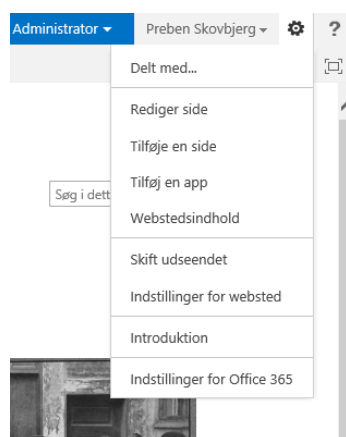 Administrator Preben Skovbjerg ?
Delt med...
Rediger side
Tilføje en side
Tilføj en app
Søg i dett
Webstedsindhold
Skift udseendet
Indstillinger for websted
Introduktion
Indstillinger for Office 365